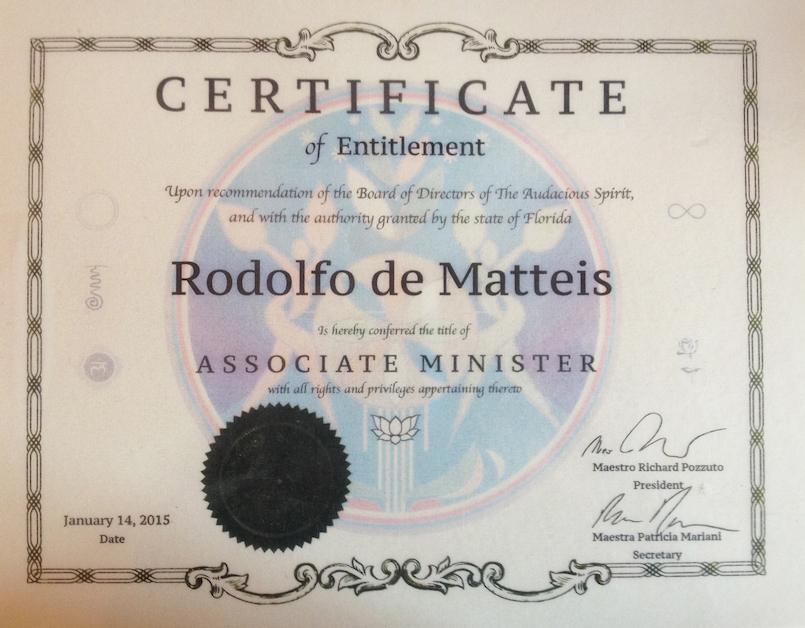 CERTIFICATE
of Entitlement
Upon recommendation of the Board of Directors of The Audacious Spirit,
and with the authority granted by the state of Florida
Rodolfo de Matteis
Is hereby conferred the title of
ASSOCIATE MINISTER
with all rights and privileges appertaining thereto
Maestro Richard Pozzuto
President
January 14, 2015
Date
Maestra Patricia Mariani
Secretary